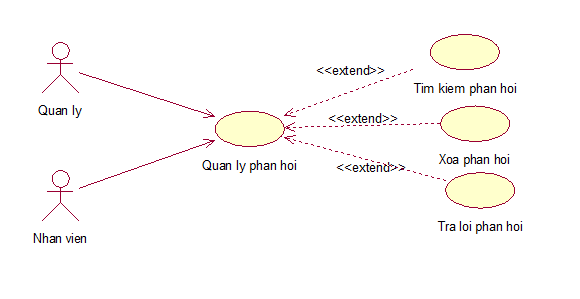 Quan ly
Nhan vien
Quan ly phan hoi
<<extend>>
<<extend>>
<<extend>>
Tim kiem phan hoi
Xoa phan hoi
Tra loi phan hoi